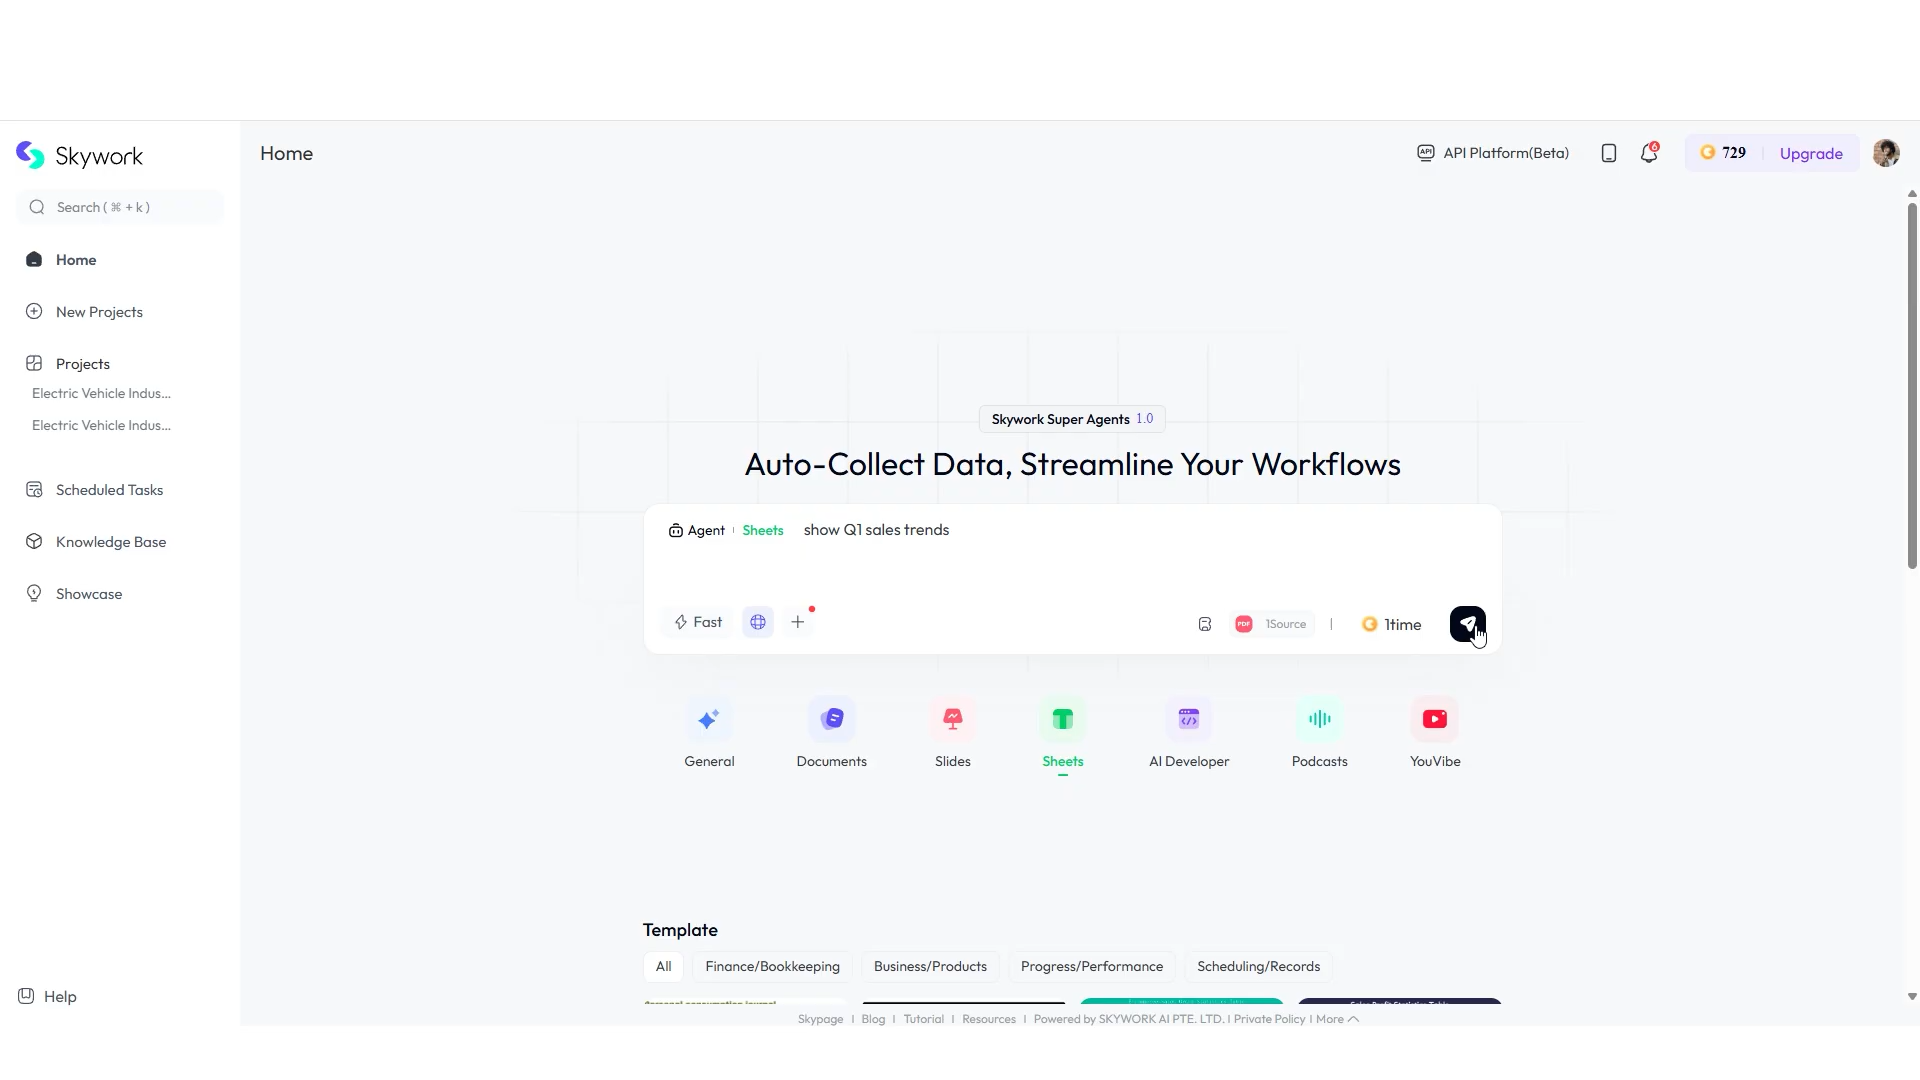 Skywork
Search ( ⌘ + k )
Home
New Projects
Projects
Electric Vehicle Indus...
Electric Vehicle Indus...
Scheduled Tasks
Knowledge Base
Showcase
Help
Home
API Platform(Beta)
6
729
Upgrade
Skywork Super Agents 1.0
Auto-Collect Data, Streamline Your Workflows
Agent
Sheets
show Q1 sales trends
Fast
PDF
1Source
1time
General
Documents
Slides
Sheets
AI Developer
Podcasts
YouVibe
Template
All
Finance/Bookkeeping
Business/Products
Progress/Performance
Scheduling/Records
Skypage | Blog | Tutorial | Resources | Powered by SKYWORK AI PTE. LTD. | Private Policy | More